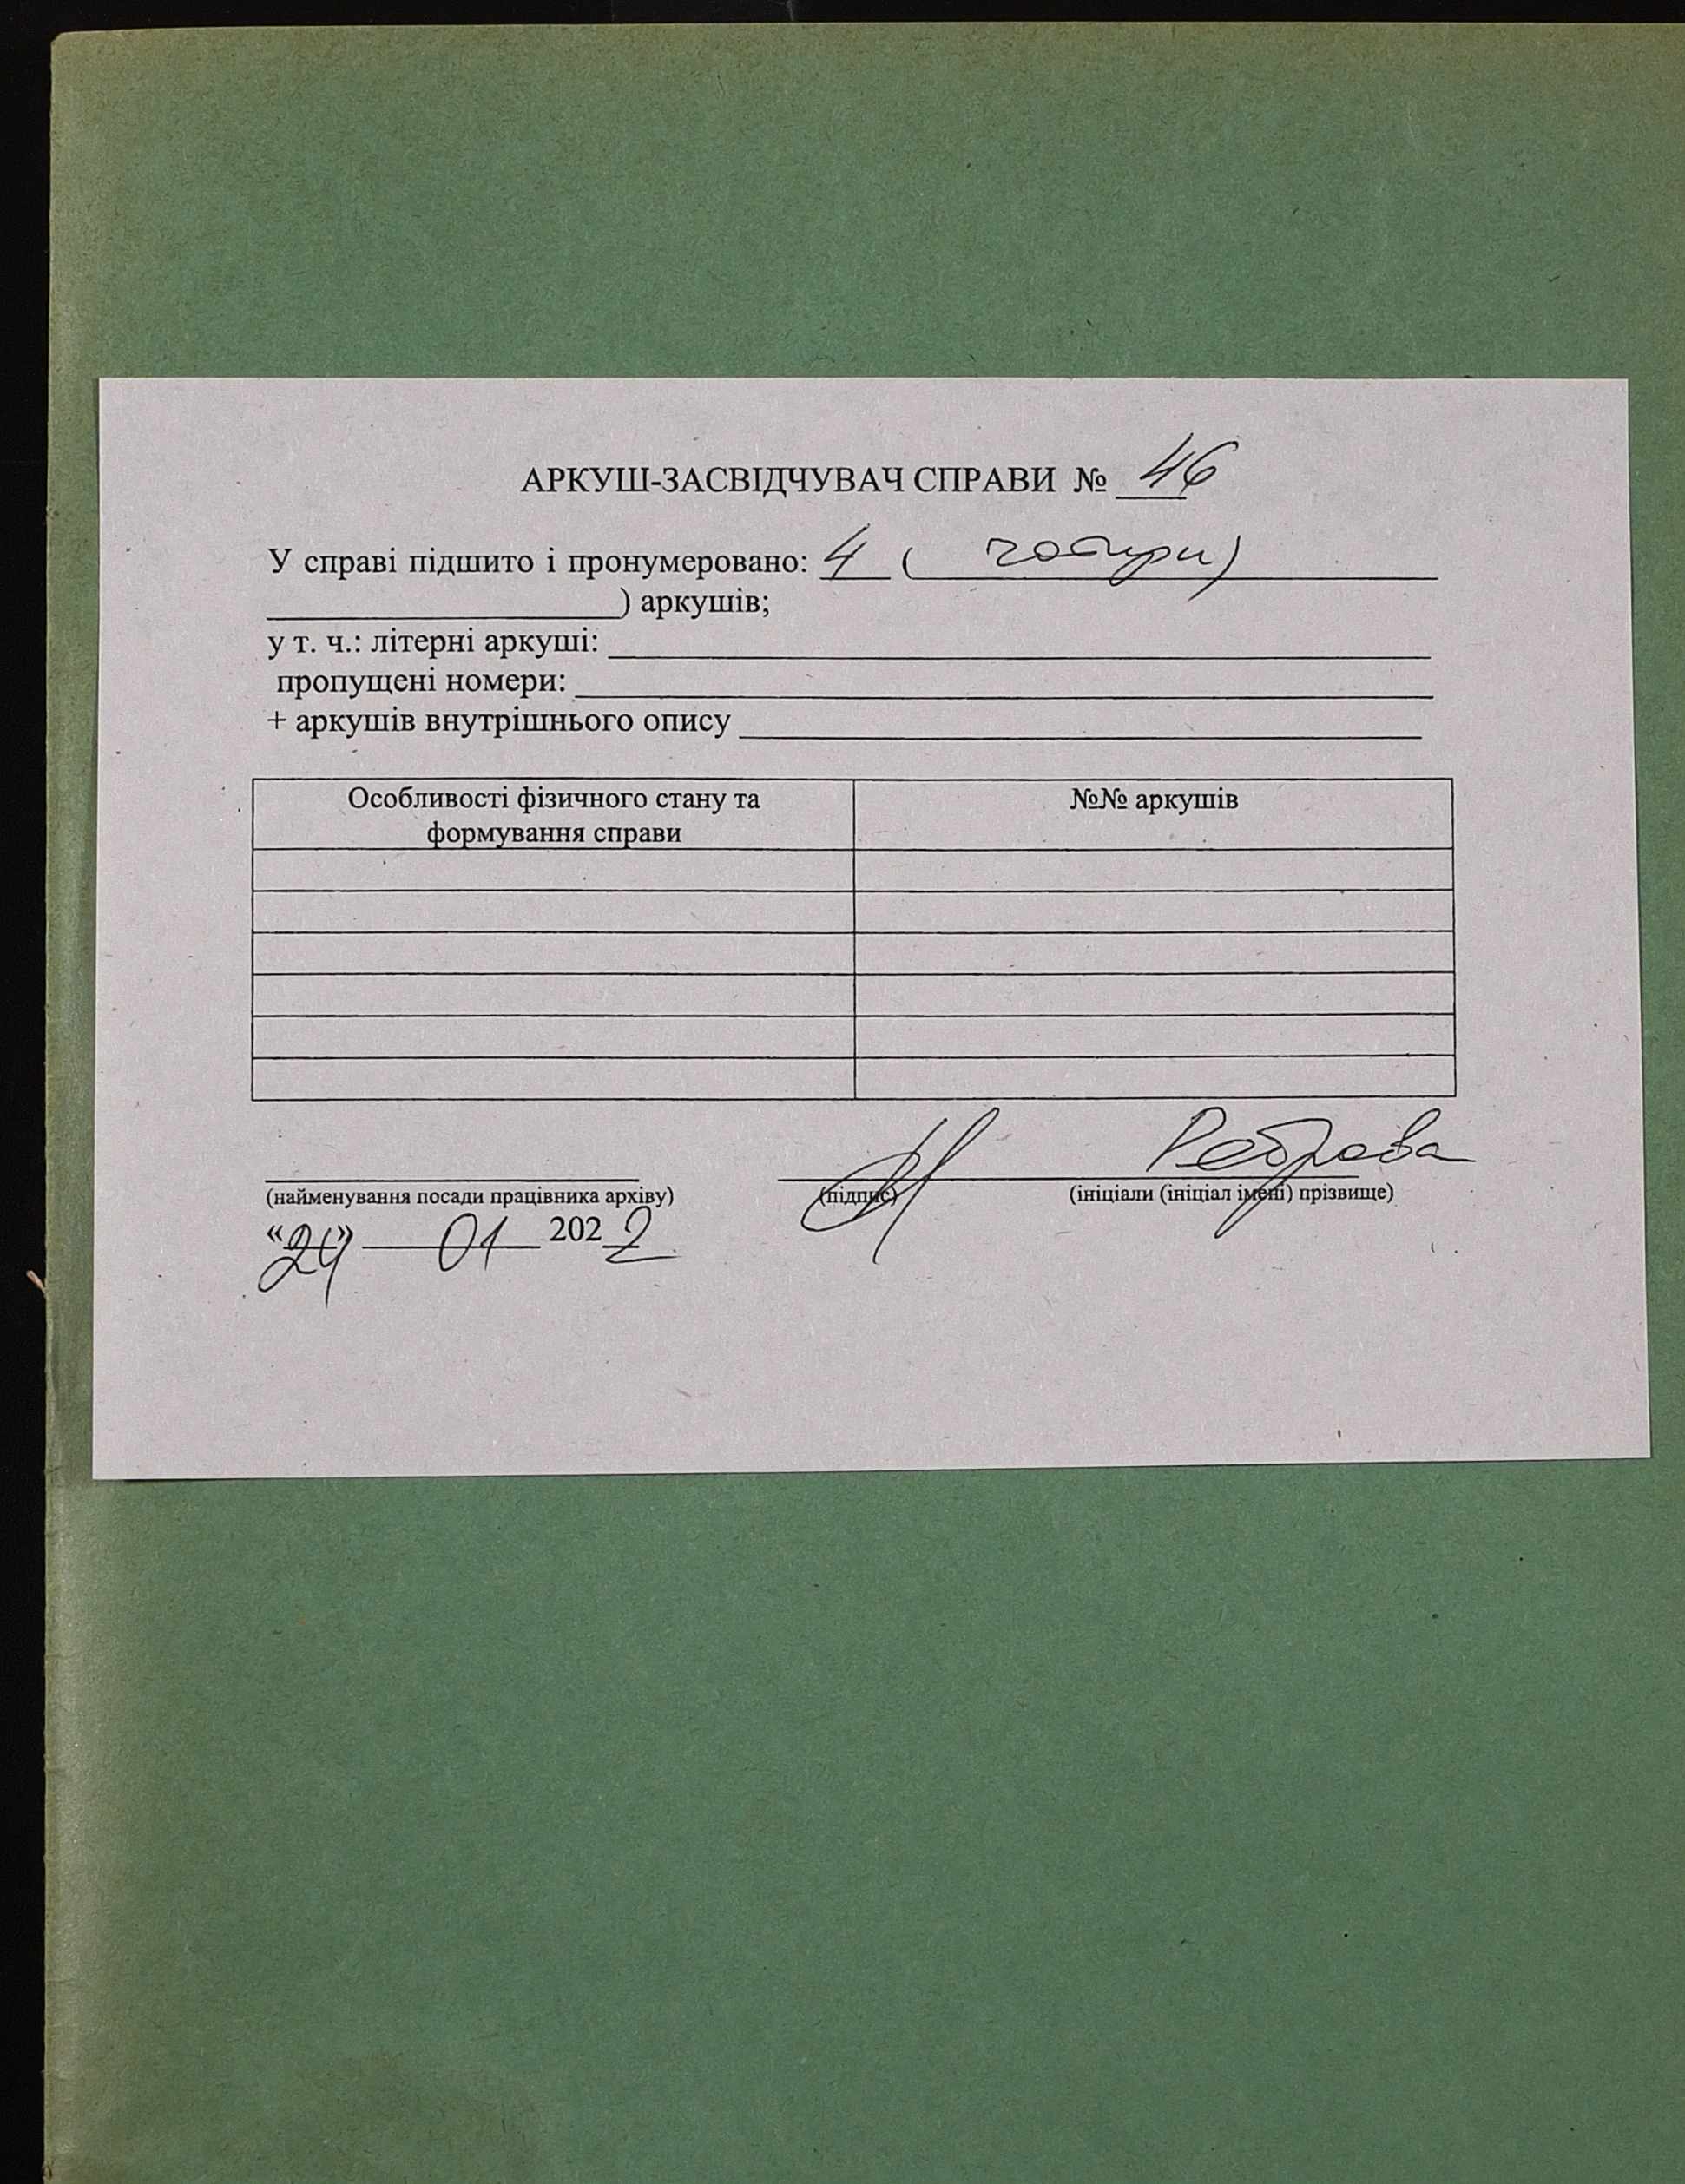 АРКУШ-ЗАСВІДЧУВАЧ СПРАВИ № 46
У справі підшито і пронумеровано: 4 ( чотири)
) аркушів;
у т. ч.: літерні аркуші:
пропущені номери:
+ аркушів внутрішнього опису
Особливості фізичного стану та формування справи №№ аркушів
Реброва
(найменування посади працівника архіву) (підпис) (ініціали (ініціал імені) прізвище)
«24» 01 2022